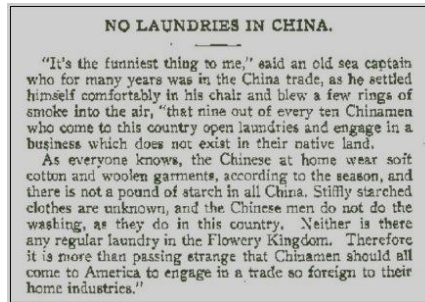 NO LAUNDRIES IN CHINA.
"It's the funniest thing to me," said an old sea captain
who for many years was in the China trade, as he settled
himself comfortably in his chair and blew a few rings of
smoke into the air, "that nine out of every ten Chinamen
who come to this country open laundries and engage in a
business which does not exist in their native land.
As everyone knows, the Chinese at home wear soft
cotton and woolen garments, according to the season, and
there is not a pound of starch in all China. Stiffly starched
clothes are unknown, and the Chinese men do not do the
washing, as they do in this country. Neither is there
any regular laundry in the Flowery Kingdom. Therefore
it is more than passing strange that Chinamen should all
come to America to engage in a trade so foreign to their
home industries."